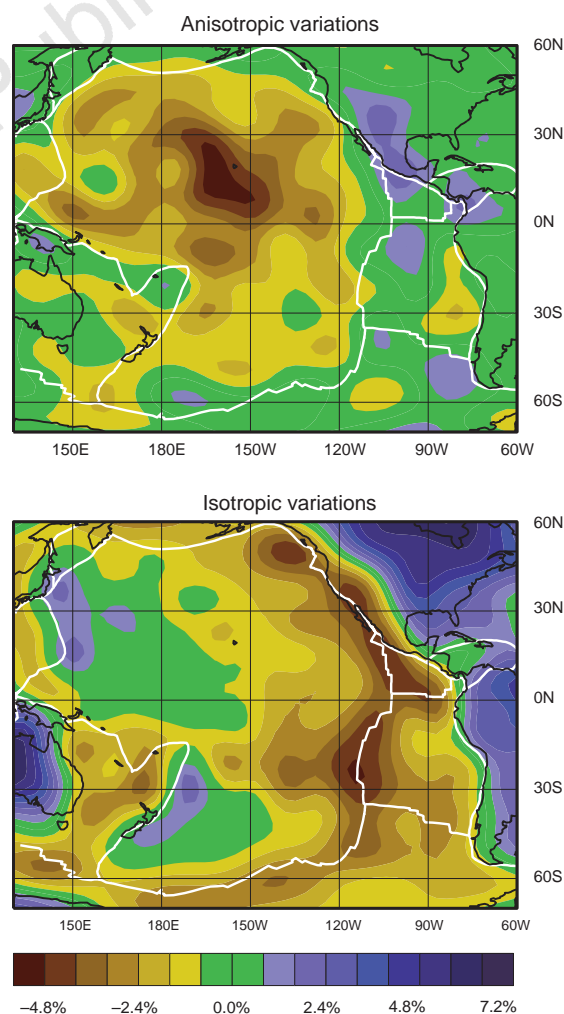 Anisotropic variations
60N
30N
0N
30S
60S
150E 180E 150W 120W 90W 60W
Isotropic variations
60N
30N
0N
30S
60S
150E 180E 150W 120W 90W 60W
–4.8% –2.4% 0.0% 2.4% 4.8% 7.2%